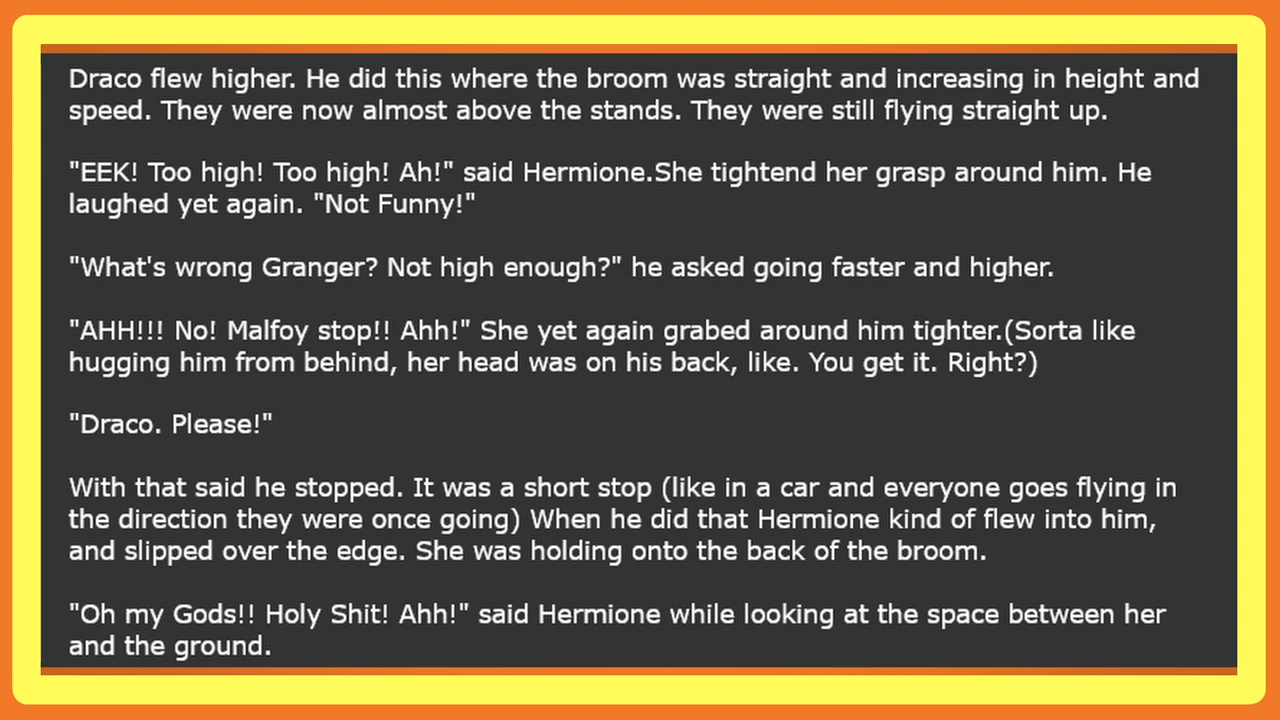 Draco flew higher. He did this where the broom was straight and increasing in height and
speed. They were now almost above the stands. They were still flying straight up.
"EEK! Too high! Too high! Ah!" said Hermione.She tightend her grasp around him. He
laughed yet again. "Not Funny!"
"What's wrong Granger? Not high enough?" he asked going faster and higher.
"AHH!!! No! Malfoy stop!! Ahh!" She yet again grabed around him tighter.(Sorta like
hugging him from behind, her head was on his back, like. You get it. Right?)
"Draco. Please!"
With that said he stopped. It was a short stop (like in a car and everyone goes flying in
the direction they were once going) When he did that Hermione kind of flew into him,
and slipped over the edge. She was holding onto the back of the broom.
"Oh my Gods!! Holy Shit! Ahh!" said Hermione while looking at the space between her
and the ground.